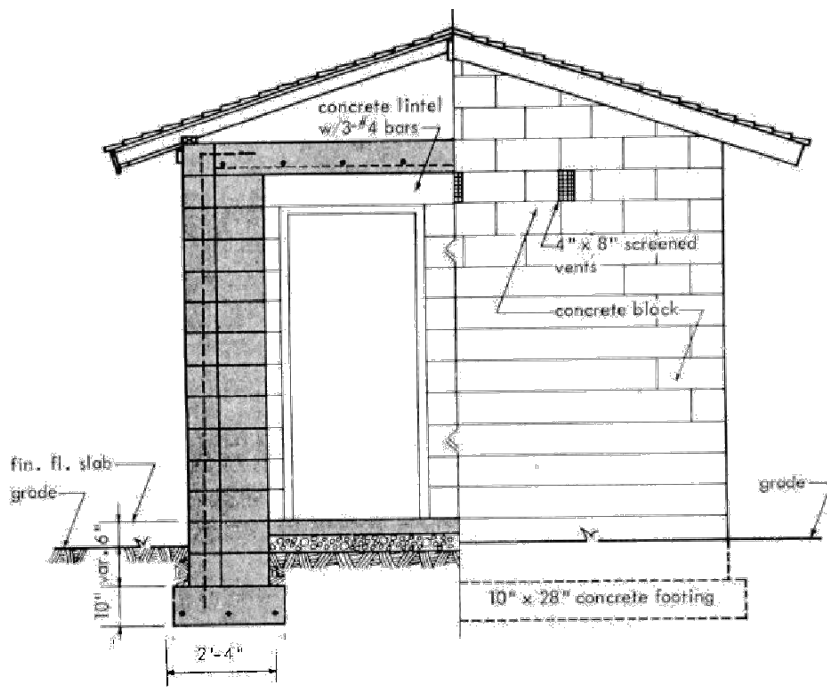 concrete lintel
w/3-#4 bars
4" x 8" screened
vents
concrete block
fin. fl. slab
grade
grade
var. 6"
10"
10" x 28" concrete footing
2'-4"